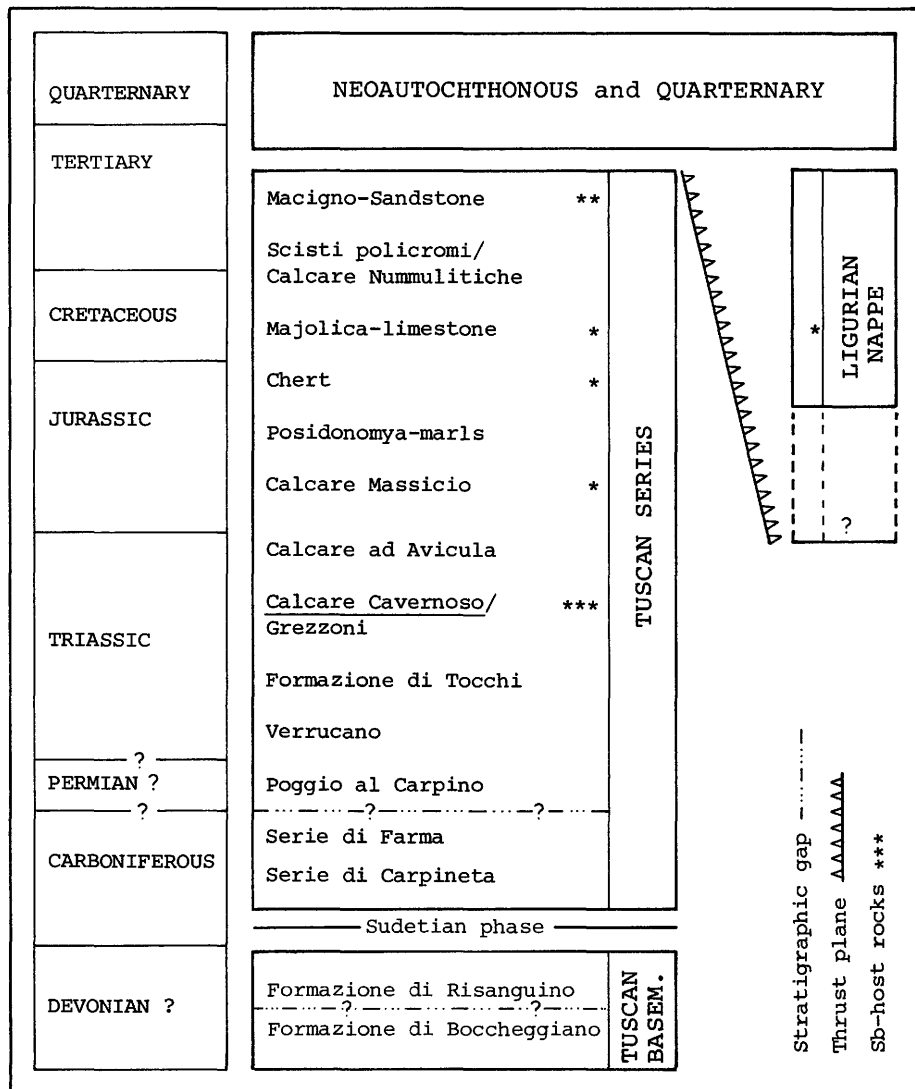 QUARTERNARY
TERTIARY
CRETACEOUS
JURASSIC
TRIASSIC
?
PERMIAN ?
?
CARBONIFEROUS
DEVONIAN ?
NEOAUTOCHTHONOUS and QUARTERNARY
Macigno-Sandstone **
Scisti policromi/
Calcare Nummulitiche
Majolica-limestone *
Chert *
Posidonomya-marls
Calcare Massicio *
Calcare ad Avicula
Calcare Cavernoso/ ***
Grezzoni
Formazione di Tocchi
Verrucano
Poggio al Carpino
? ?
Serie di Farma
Serie di Carpineta
TUSCAN SERIES
Sudetian phase
Formazione di Risanguino
? ?
Formazione di Boccheggiano
TUSCAN
BASEM.
*
LIGURIAN
NAPPE
?
Stratigraphic gap
Thrust plane
Sb-host rocks ***